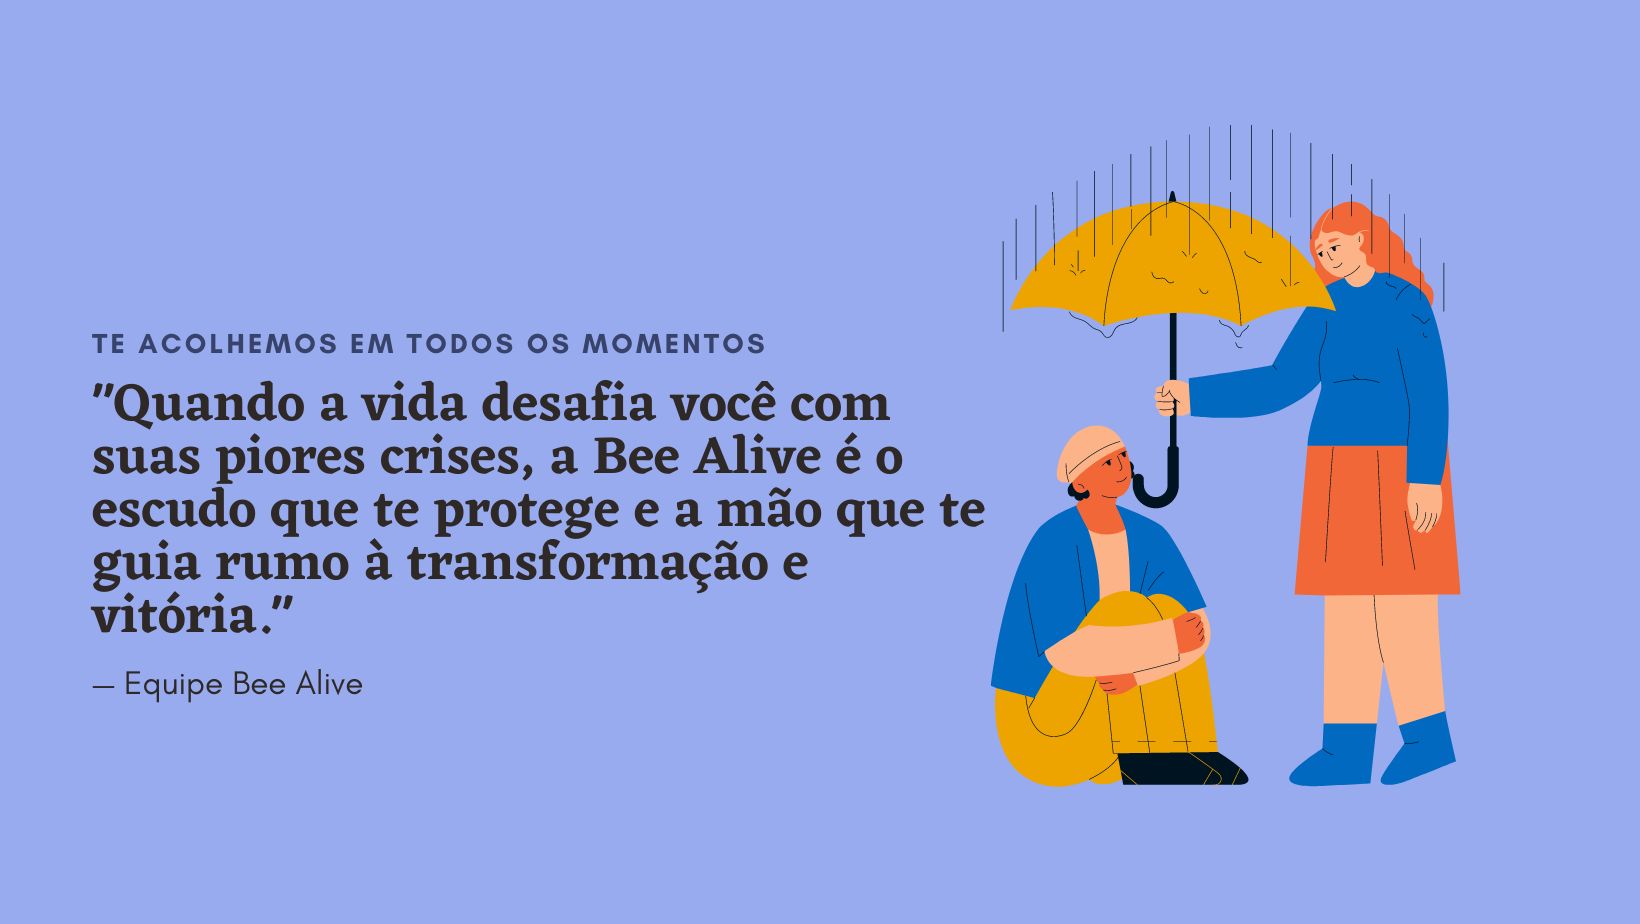 TE ACOLHEMOS EM TODOS OS MOMENTOS
"Quando a vida desafia você com
suas piores crises, a Bee Alive é o
escudo que te protege e a mão que te
guia rumo à transformação e
vitória."
— Equipe Bee Alive